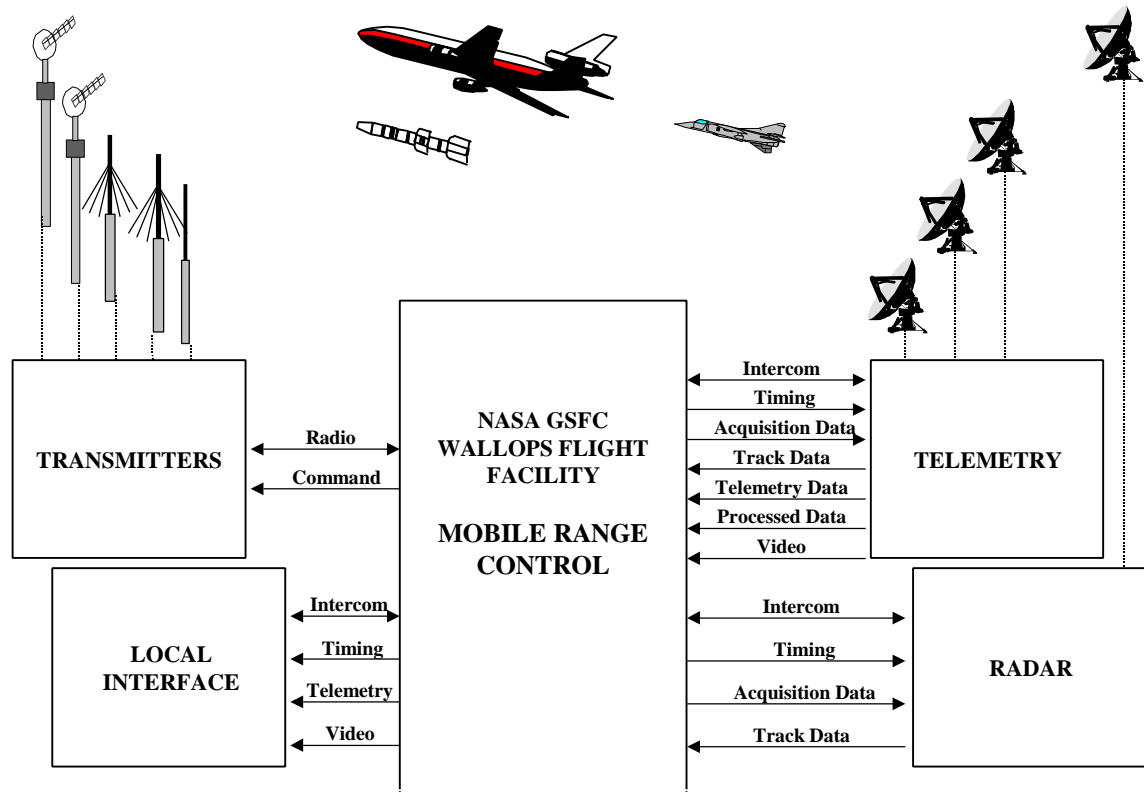 TRANSMITTERS
Radio
Command
LOCAL
INTERFACE
Intercom
Timing
Telemetry
Video
NASA GSFC
WALLOPS FLIGHT
FACILITY
MOBILE RANGE
CONTROL
Intercom
Timing
Acquisition Data
Track Data
Telemetry Data
Processed Data
Video
TELEMETRY
Intercom
Timing
Acquisition Data
Track Data
RADAR